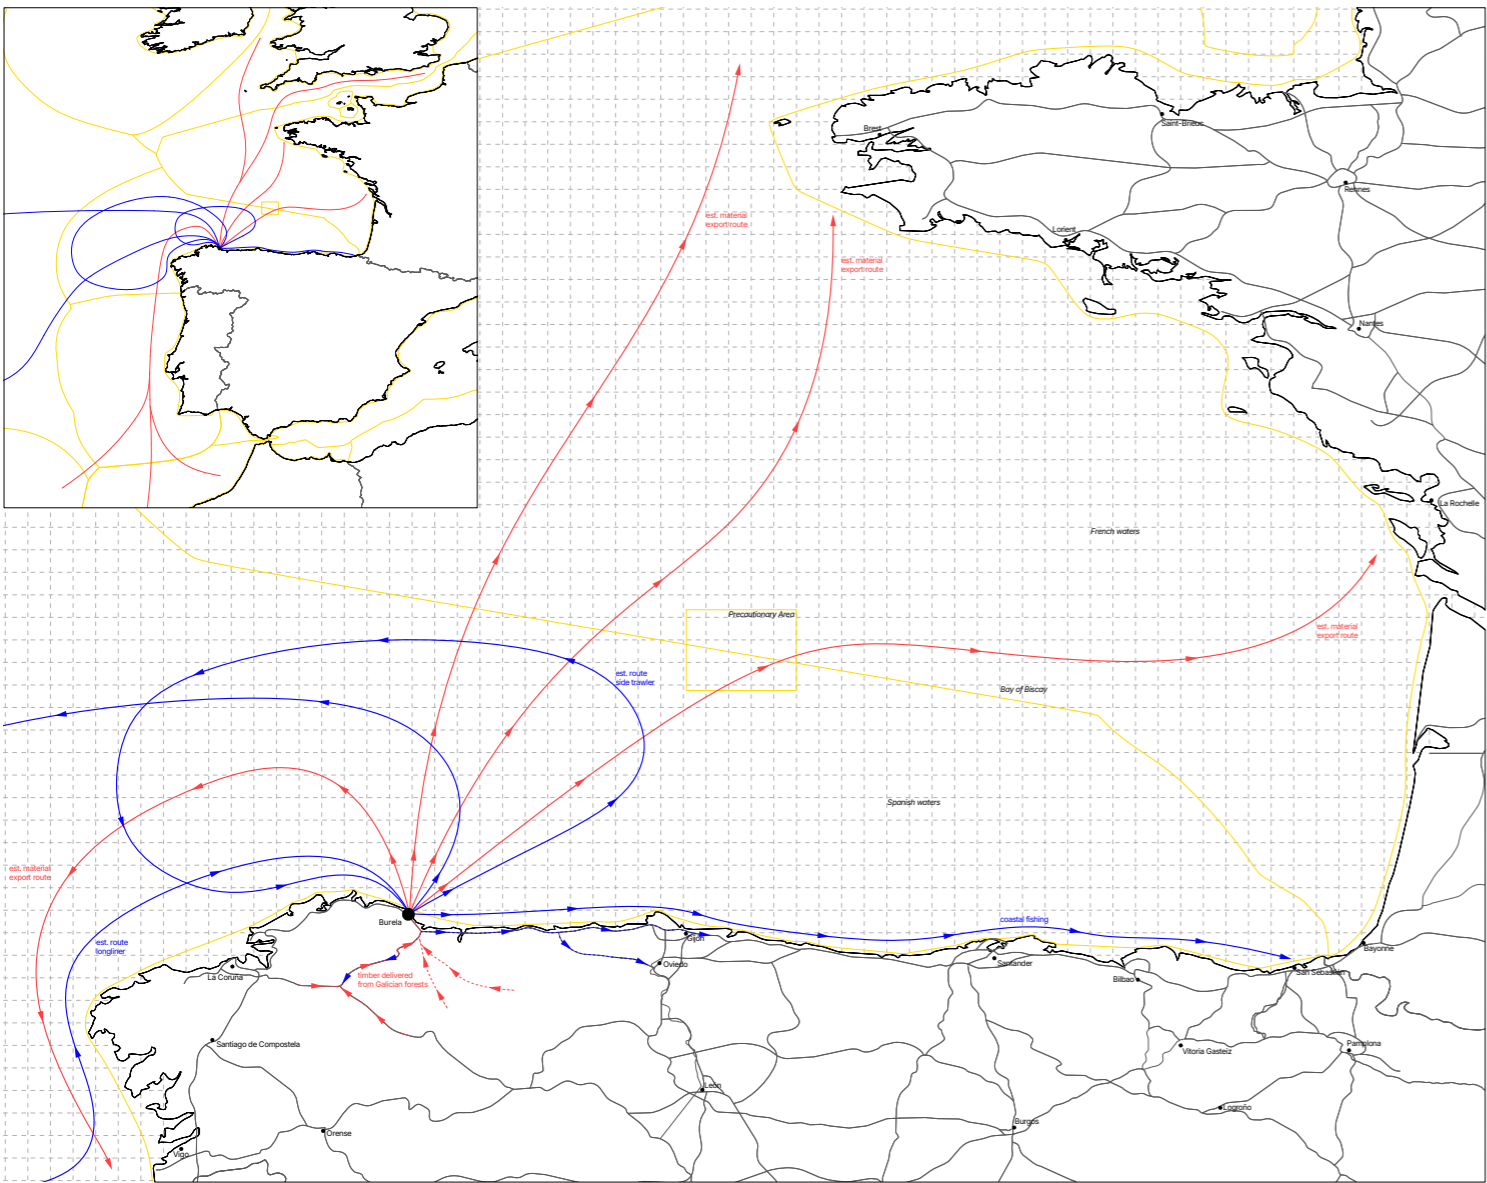 Brest
Saint-Brieuc
Rennes
est. material
export route
Lorient
est. material
export route
Nantes
La Rochelle
French waters
Precautionary Area
est. material
export route
est. route
side trawler
Bay of Biscay
Spanish waters
est. material
export route
Burela
coastal fishing
est. route
longliner
Gijon
Bayonne
La Coruna
timber delivered
from Galician forests
Oviedo
Santander
Bilbao
San Sebastian
Santiago de Compostela
Vitoria Gasteiz
Pamplona
León
Logroño
Burgos
Orense
Vigo